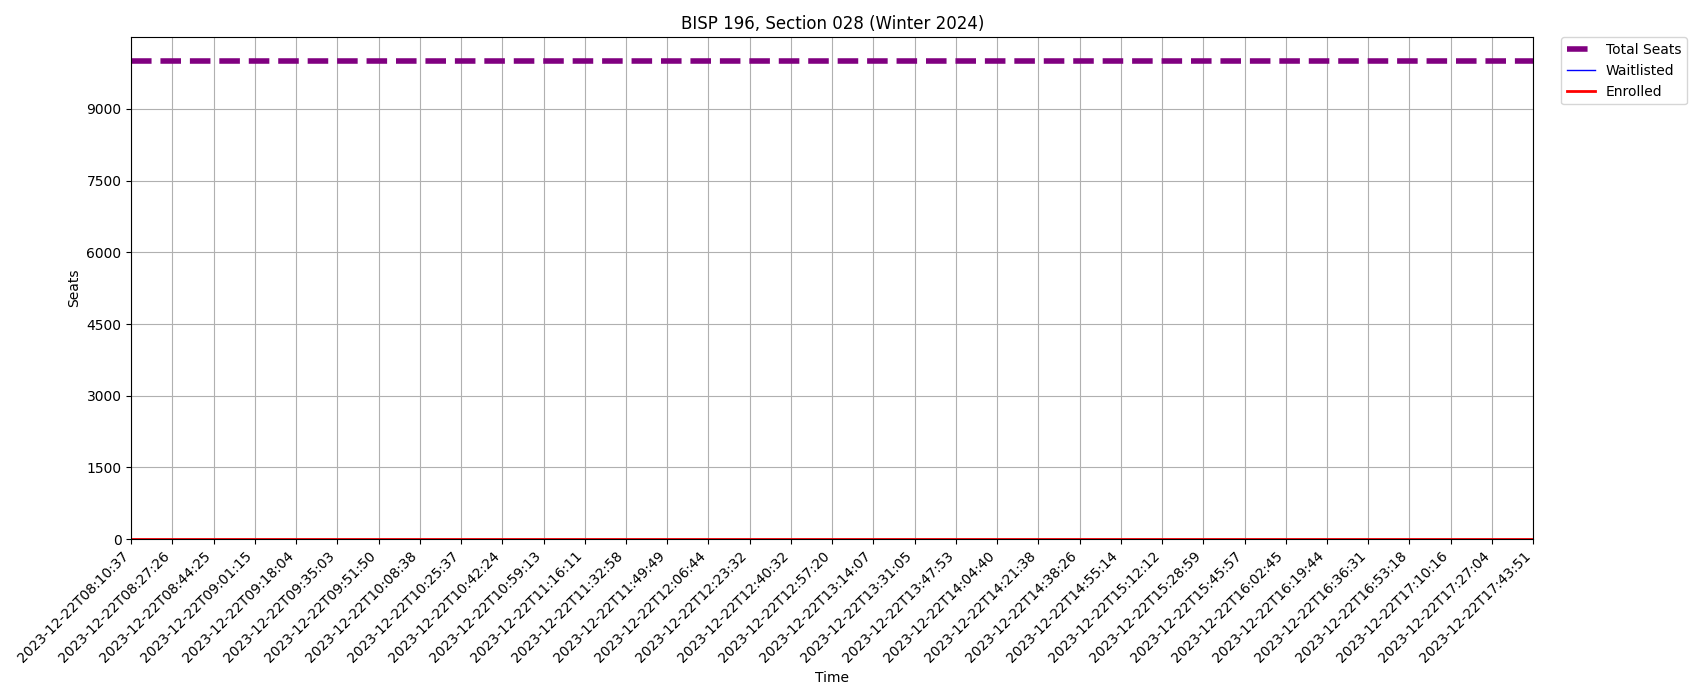 BISP 196, Section 028 (Winter 2024)
Total Seats
Waitlisted
Enrolled
Seats
9000
7500
6000
4500
3000
1500
0
2023-12-22T08:10:37
2023-12-22T08:27:26
2023-12-22T08:44:25
2023-12-22T09:01:15
2023-12-22T09:18:04
2023-12-22T09:35:03
2023-12-22T09:51:50
2023-12-22T10:08:38
2023-12-22T10:25:37
2023-12-22T10:42:24
2023-12-22T10:59:13
2023-12-22T11:16:11
2023-12-22T11:32:58
2023-12-22T11:49:49
2023-12-22T12:06:44
2023-12-22T12:23:32
2023-12-22T12:40:32
2023-12-22T12:57:20
2023-12-22T13:14:07
2023-12-22T13:31:05
2023-12-22T13:47:53
2023-12-22T14:04:40
2023-12-22T14:21:38
2023-12-22T14:38:26
2023-12-22T14:55:14
2023-12-22T15:12:12
2023-12-22T15:28:59
2023-12-22T15:45:57
2023-12-22T16:02:45
2023-12-22T16:19:44
2023-12-22T16:36:31
2023-12-22T16:53:18
2023-12-22T17:10:16
2023-12-22T17:27:04
2023-12-22T17:43:51
Time